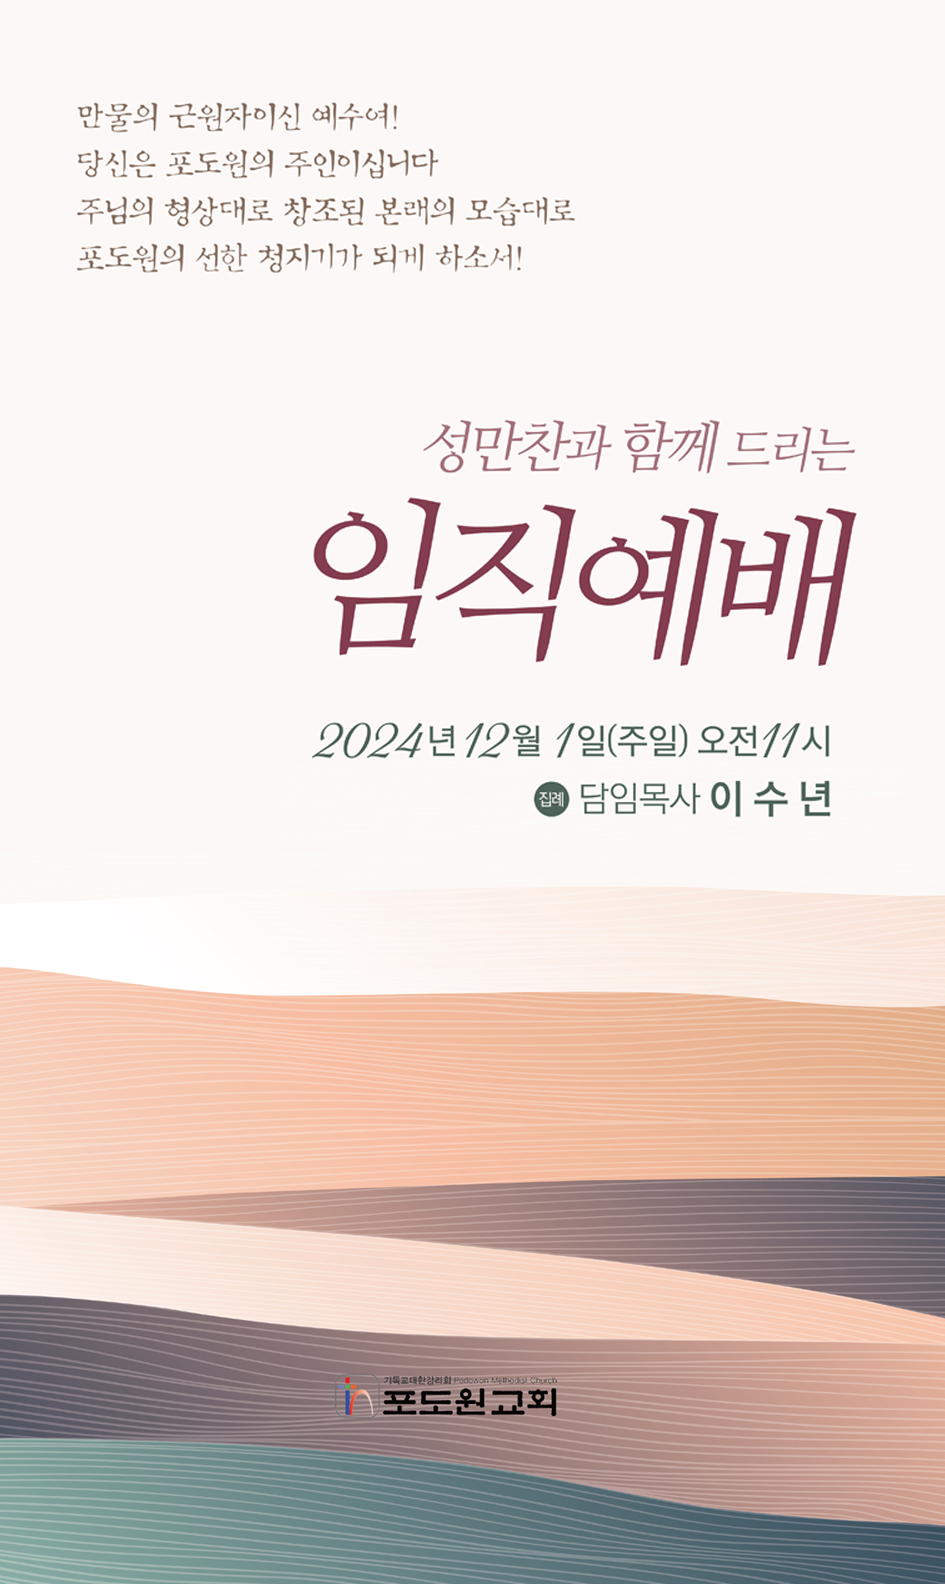 만물의 근원자이신 예수여!
당신은 포도원의 주인이십니다
주님의 형상대로 창조된 본래의 모습대로
포도원의 선한 청지기가 되게 하소서!
성만찬과 함께 드리는
임직예배
2024년 12월 1일(주일) 오전11시
집례 담임목사 이 수 년
기독교대한감리회 Podowon Methodist Church
포도원교회